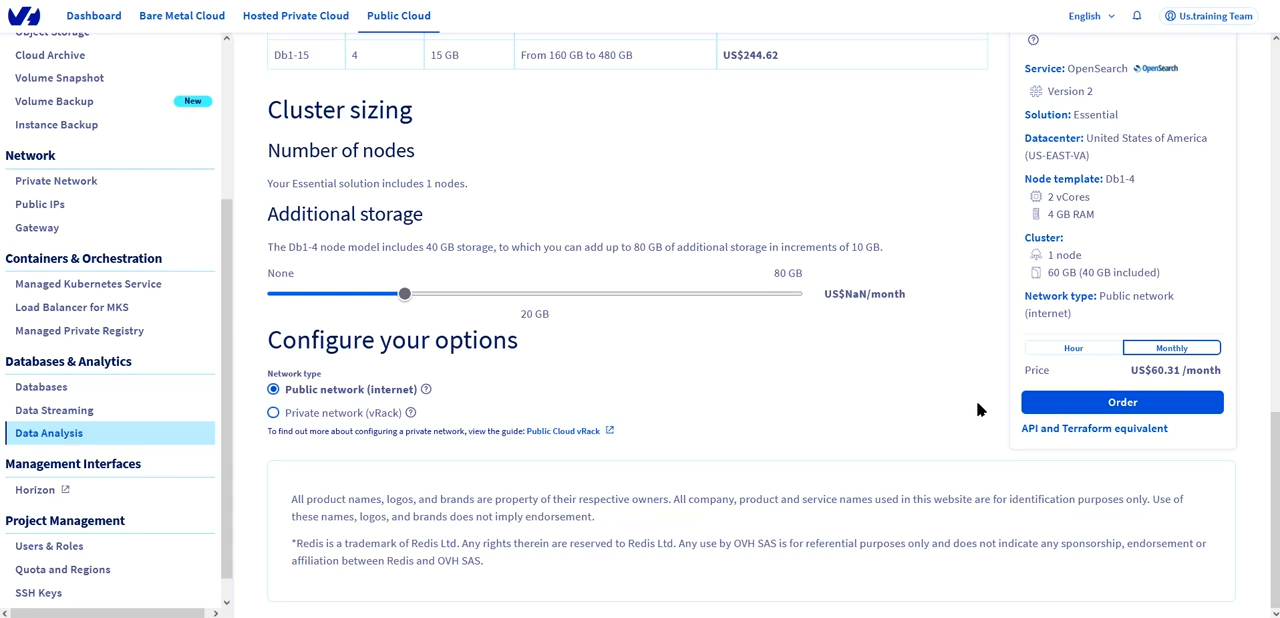 Dashboard
Bare Metal Cloud
Hosted Private Cloud
Public Cloud
English
Us.training Team
Object Storage
Cloud Archive
Volume Snapshot
Volume Backup
New
Instance Backup
Network
Private Network
Public IPs
Gateway
Containers & Orchestration
Managed Kubernetes Service
Load Balancer for MKS
Managed Private Registry
Databases & Analytics
Databases
Data Streaming
Data Analysis
Management Interfaces
Horizon
Project Management
Users & Roles
Quota and Regions
SSH Keys
Db1-15
4
15 GB
From 160 GB to 480 GB
US$244.62
Cluster sizing
Number of nodes
Your Essential solution includes 1 nodes.
Additional storage
The Db1-4 node model includes 40 GB storage, to which you can add up to 80 GB of additional storage in increments of 10 GB.
None
80 GB
US$NaN/month
20 GB
Configure your options
Network type
Public network (internet)
Private network (vRack)
To find out more about configuring a private network, view the guide: Public Cloud vRack
Service: OpenSearch OpenSearch
Version 2
Solution: Essential
Datacenter: United States of America
(US-EAST-VA)
Node template: Db1-4
2 vCores
4 GB RAM
Cluster:
1 node
60 GB (40 GB included)
Network type: Public network
(internet)
Hour
Monthly
Price
US$60.31 /month
Order
API and Terraform equivalent
All product names, logos, and brands are property of their respective owners. All company, product and service names used in this website are for identification purposes only. Use of
these names, logos, and brands does not imply endorsement.
*Redis is a trademark of Redis Ltd. Any rights therein are reserved to Redis Ltd. Any use by OVH SAS is for referential purposes only and does not indicate any sponsorship, endorsement or
affiliation between Redis and OVH SAS.